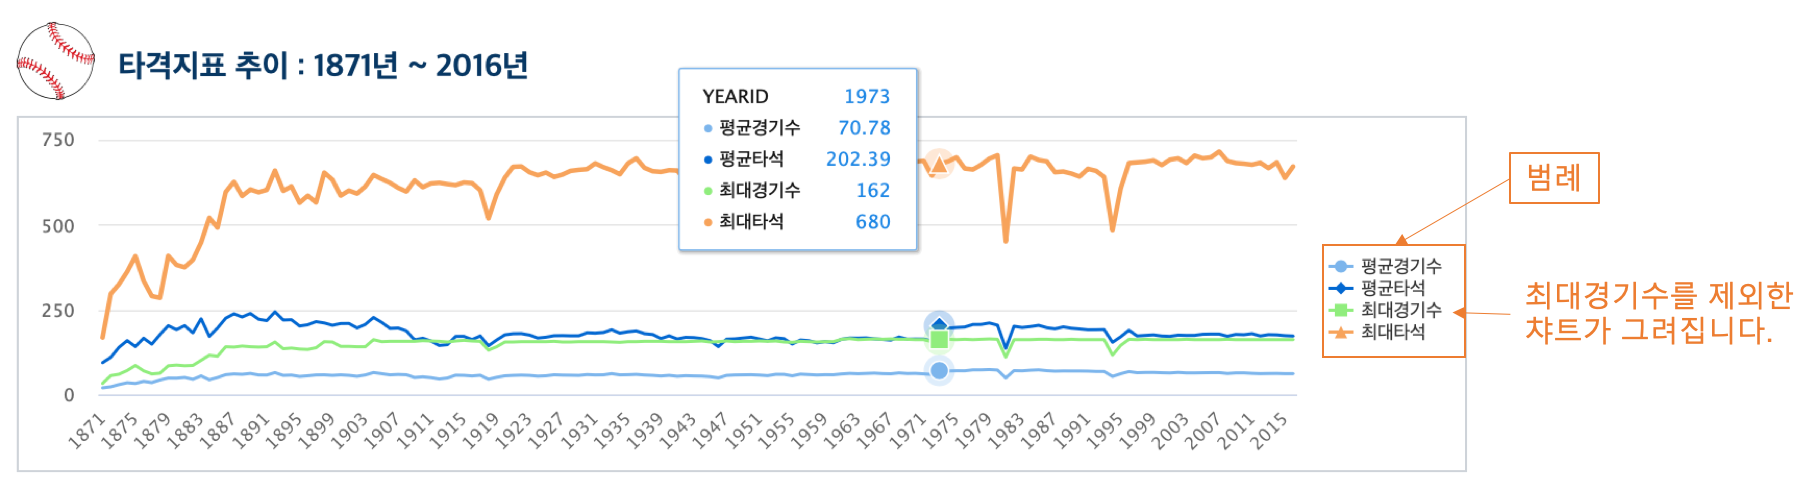 타격지표 추이 : 1871년 ~ 2016년
YEARID 1973
평균경기수 70.78
평균타석 202.39
최대경기수 162
최대타석 680
750
500
250
0
1871 1875 1879 1883 1887 1891 1895 1899 1903 1907 1911 1915 1919 1923 1927 1931 1935 1939 1943 1947 1951 1955 1959 1963 1967 1971 1975 1979 1983 1987 1991 1995 1999 2003 2007 2011 2015
범례
평균경기수
평균타석
최대경기수
최대타석
최대경기수를 제외한
챠트가 그려집니다.